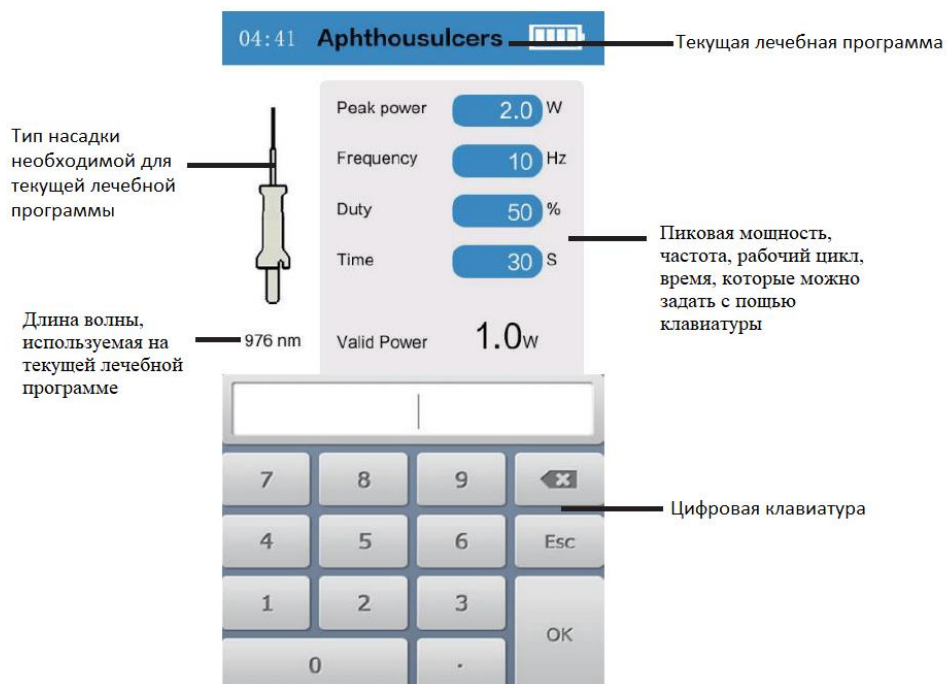 04:41 Aphthousulcers
Текущая лечебная программа
Тип насадки
необходимой для
текущей лечебной
программы
Peak power 2.0 W
Frequency 10 Hz
Duty 50 %
Time 30 S
Пиковая мощность,
частота, рабочий цикл,
время, которые можно
задать с пощью
клавиатуры
Длина волны,
используемая на
текущей лечебной
программе
976 nm
Valid Power 1.0w
7 8 9
4 5 6 Esc
1 2 3
0 . OK
Цифровая клавиатура